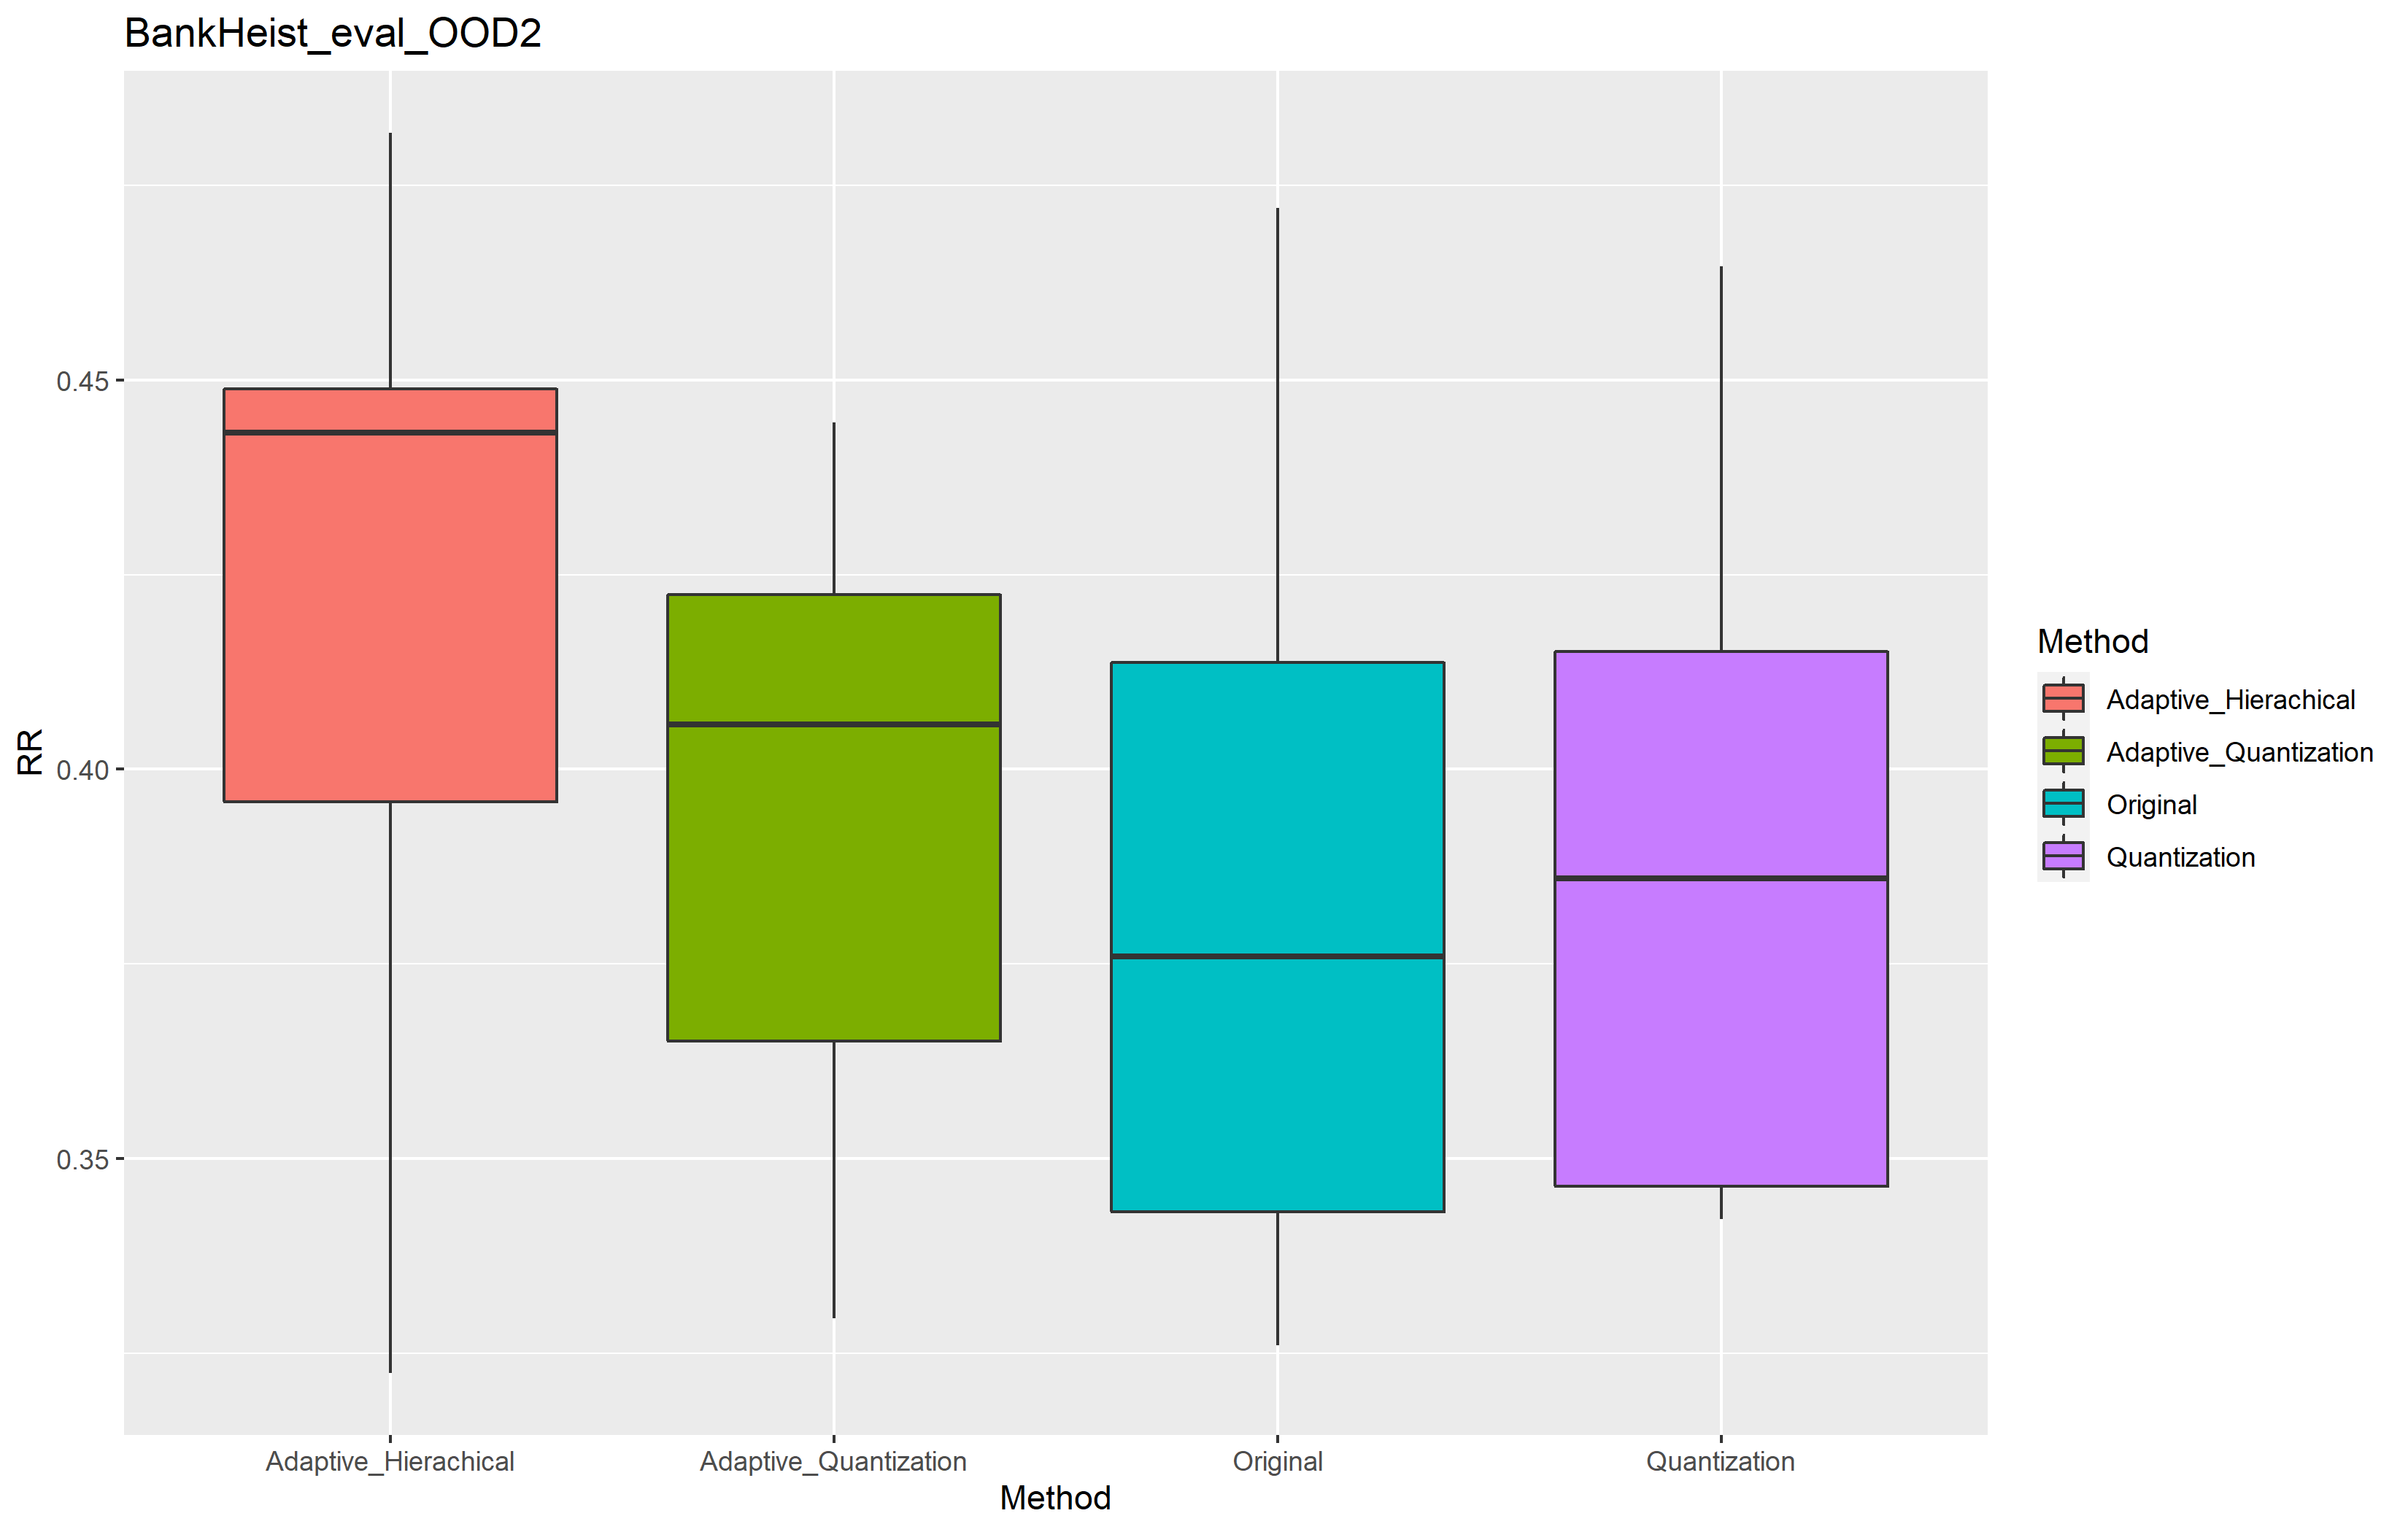 BankHeist_eval_OOD2
RR
0.45
0.40
0.35
Adaptive_Hierachical
Adaptive_Quantization
Original
Quantization
Method
Method
Adaptive_Hierachical
Adaptive_Quantization
Original
Quantization